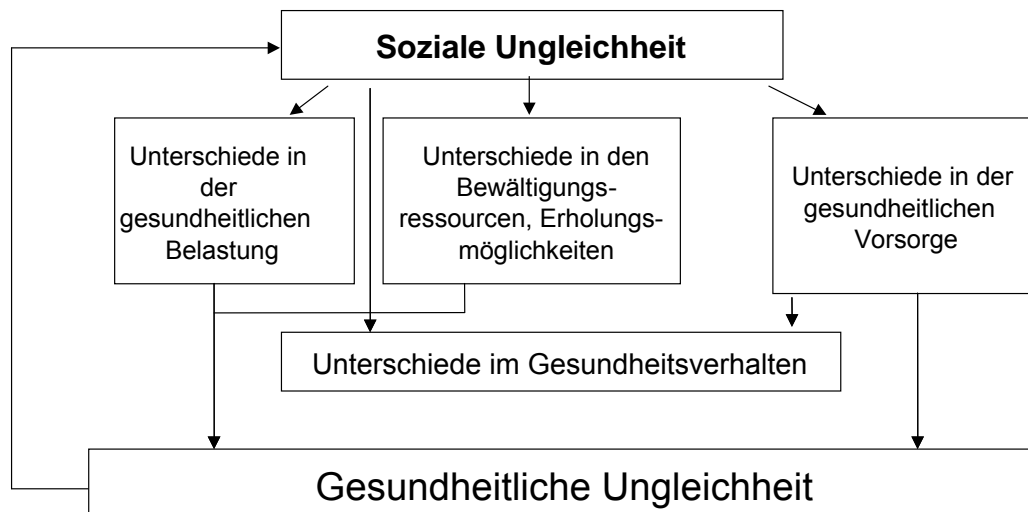 Soziale Ungleichheit
Unterschiede in
der
gesundheitlichen
Belastung
Unterschiede in den
Bewältigungs-
ressourcen, Erholungs-
möglichkeiten
Unterschiede in der
gesundheitlichen
Vorsorge
Unterschiede im Gesundheitsverhalten
Gesundheitliche Ungleichheit